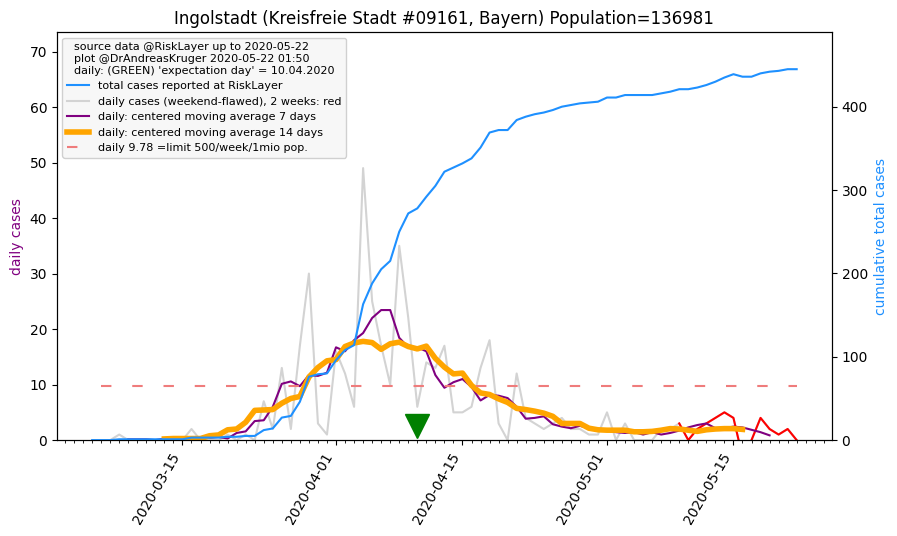 Ingolstadt (Kreisfreie Stadt #09161, Bayern) Population=136981
source data @RiskLayer up to 2020-05-22
plot @DrAndreasKruger 2020-05-22 01:50
daily: (GREEN) 'expectation day' = 10.04.2020
total cases reported at RiskLayer
daily cases (weekend-flawed), 2 weeks: red
daily: centered moving average 7 days
daily: centered moving average 14 days
daily 9.78 =limit 500/week/1mio pop.
daily cases
70
60
50
40
30
20
10
0
cumulative total cases
400
300
200
100
0
2020-03-15
2020-04-01
2020-04-15
2020-05-01
2020-05-15